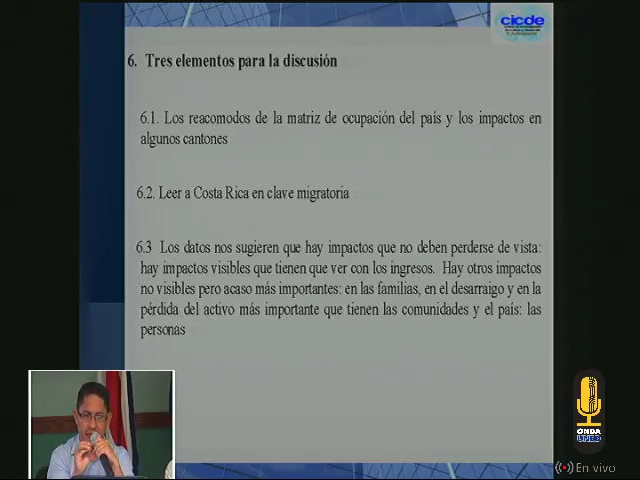 cicde
6. Tres elementos para la discusión
6.1. Los reacomodos de la matriz de ocupación del país y los impactos en
algunos cantones
6.2. Leer a Costa Rica en clave migratoria
6.3 Los datos nos sugieren que hay impactos que no deben perderse de vista:
hay impactos visibles que tienen que ver con los ingresos. Hay otros impactos
no visibles pero acaso más importantes: en las familias, en el desarraigo y en la
pérdida del activo más importante que tienen las comunidades y el país: las
personas
ONDA
UNED
En vivo